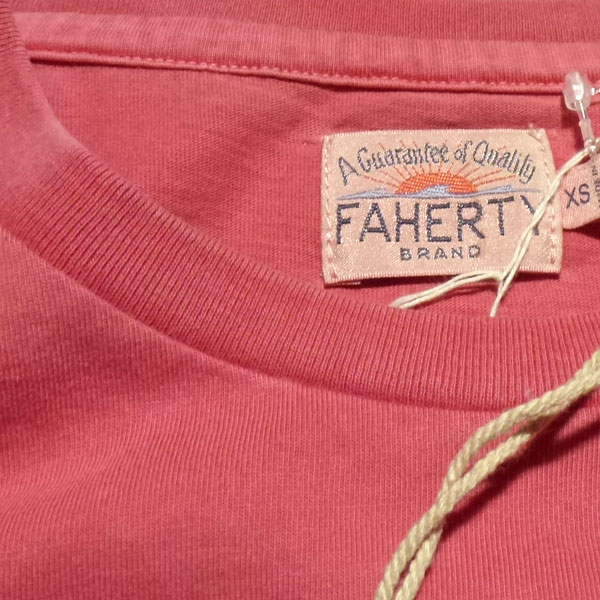 A Guarantee of Quality
FAHERTY
BRAND
XS